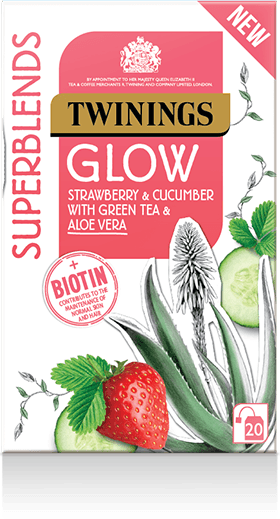 NEW
SUPERBLENDS
BY APPOINTMENT TO HER MAJESTY QUEEN ELIZABETH II
TEA & COFFEE MERCHANTS R. TWINING AND COMPANY LIMITED, LONDON
TWININGS
GLOW
STRAWBERRY & CUCUMBER
WITH GREEN TEA &
ALOE VERA
+
BIOTIN
CONTRIBUTES TO THE
MAINTENANCE OF
NORMAL SKIN
AND HAIR
20